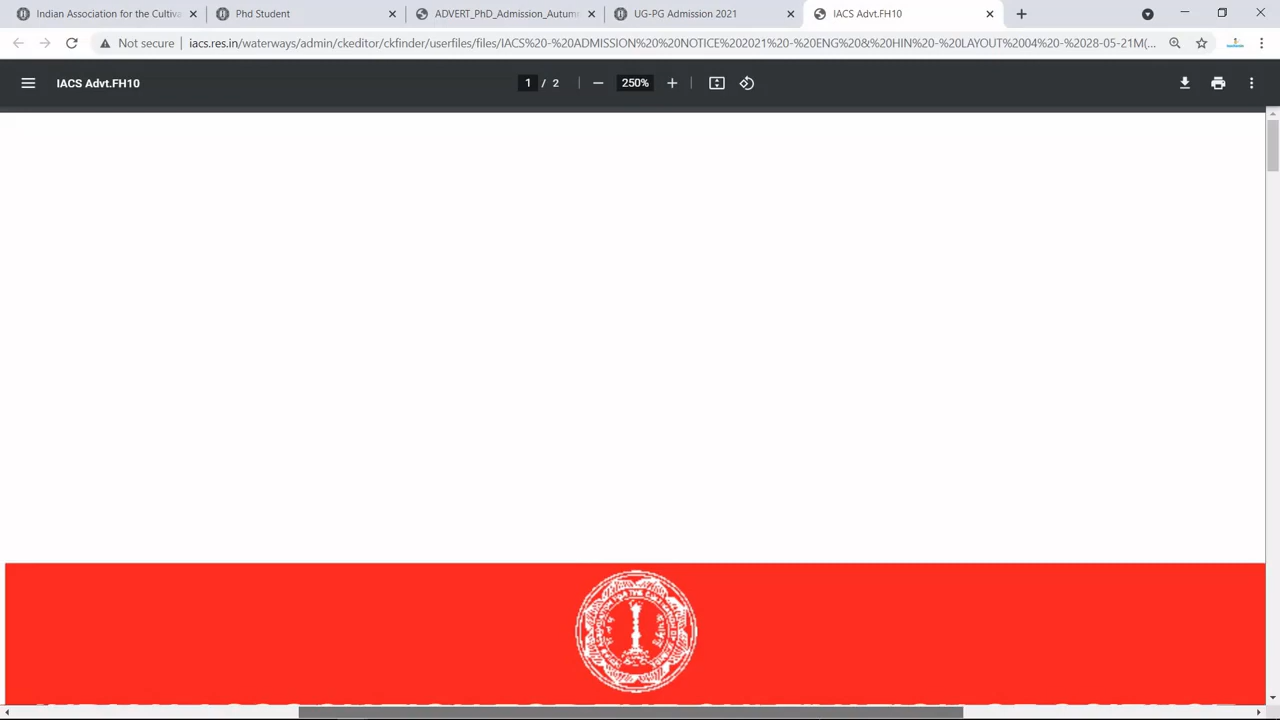 Indian Association for the Cultiva
Phd Student
ADVERT_PhD_Admission_Autum
UG-PG Admission 2021
IACS Advt.FH10
Not secure
iacs.res.in/waterways/admin/ckeditor/ckfinder/userfiles/files/IACS%20-%20ADMISSION%20%20NOTICE%202021%20-%20ENG%20&%20HIN%20-%20LAYOUT%2004%20-%2028-05-21M(...
IACS Advt.FH10
1 / 2
250%